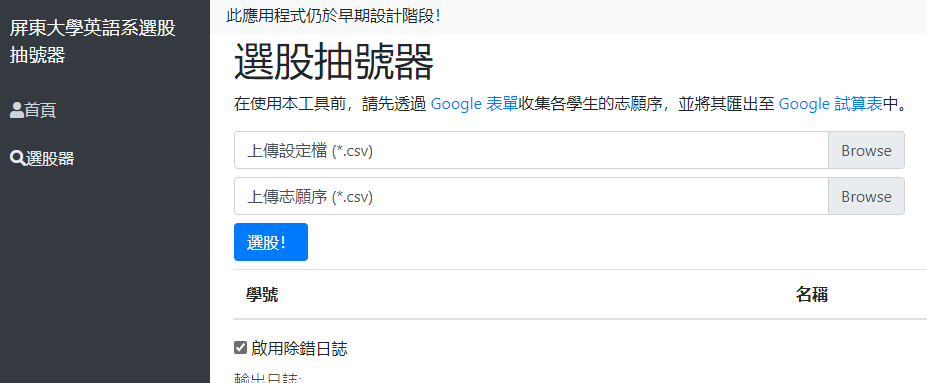 屏東大學英語系選股
抽號器
首頁
選股器
此應用程式仍於早期設計階段！
選股抽號器
在使用本工具前，請先透過 Google 表單收集各學生的志願序，並將其匯出至 Google 試算表中。
上傳設定檔 (*.csv)
Browse
上傳志願序 (*.csv)
Browse
選股！
學號
名稱
啟用除錯日誌
輸出日誌: